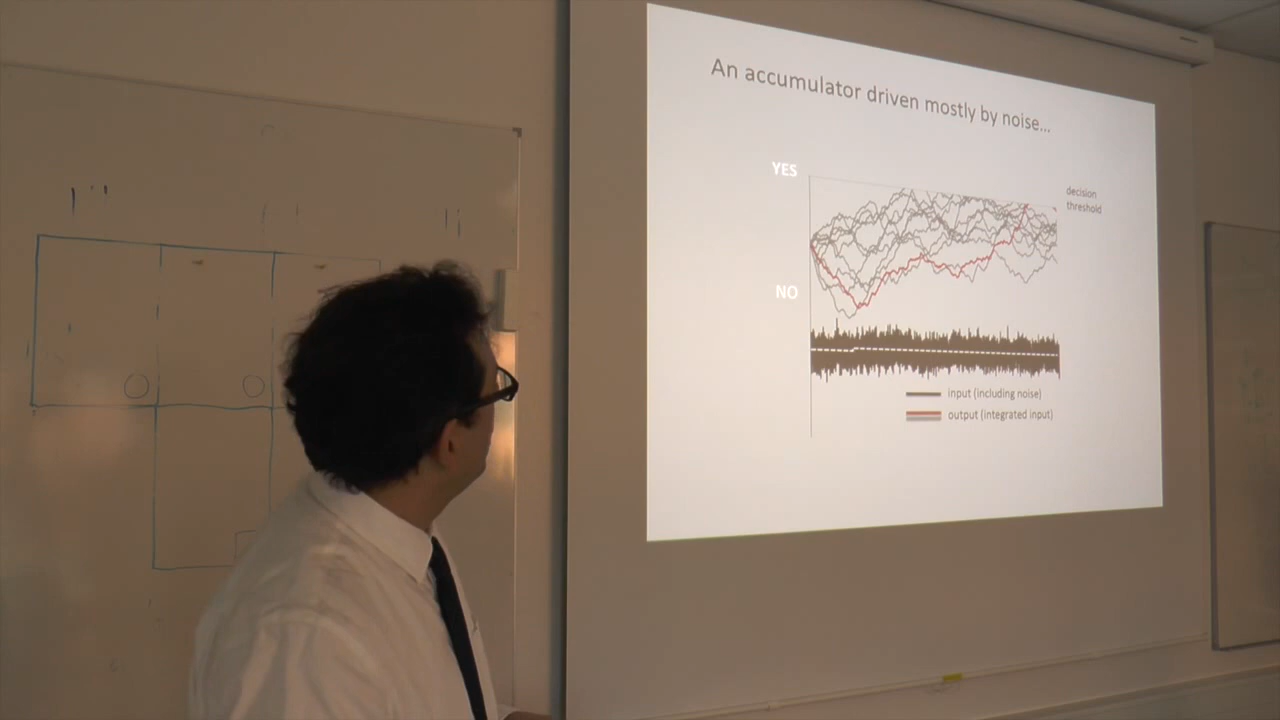 An accumulator driven mostly by noise...
YES
decision
threshold
NO
input (including noise)
output (integrated input)